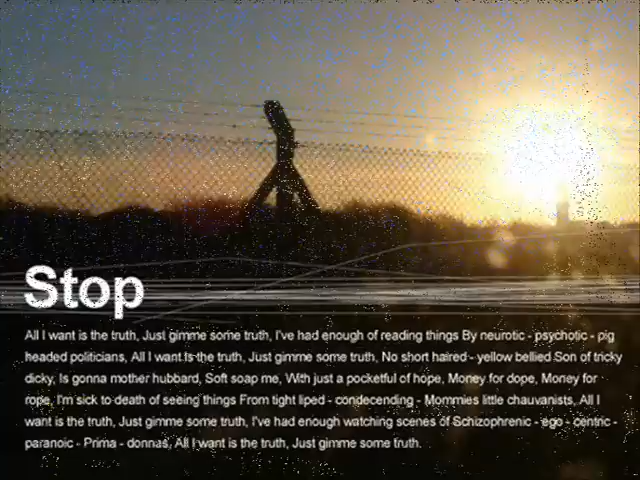 Stop
All I want is the truth, Just gimme some truth, I've had enough of reading things By neurotic - psychotic - pig
headed politicians, All I want is the truth, Just gimme some truth, No short haired - yellow bellied Son of tricky
dicky, Is gonna mother hubbard, Soft soap me, With just a pocketful of hope, Money for dope, Money for
rope, I'm sick to death of seeing things From tight liped - condecending - Mommies little chauvanists, All I
want is the truth, Just gimme some truth, I've had enough watching scenes of Schizophrenic - ego - centric -
paranoic - Prima - donnas, All I want is the truth, Just gimme some truth.